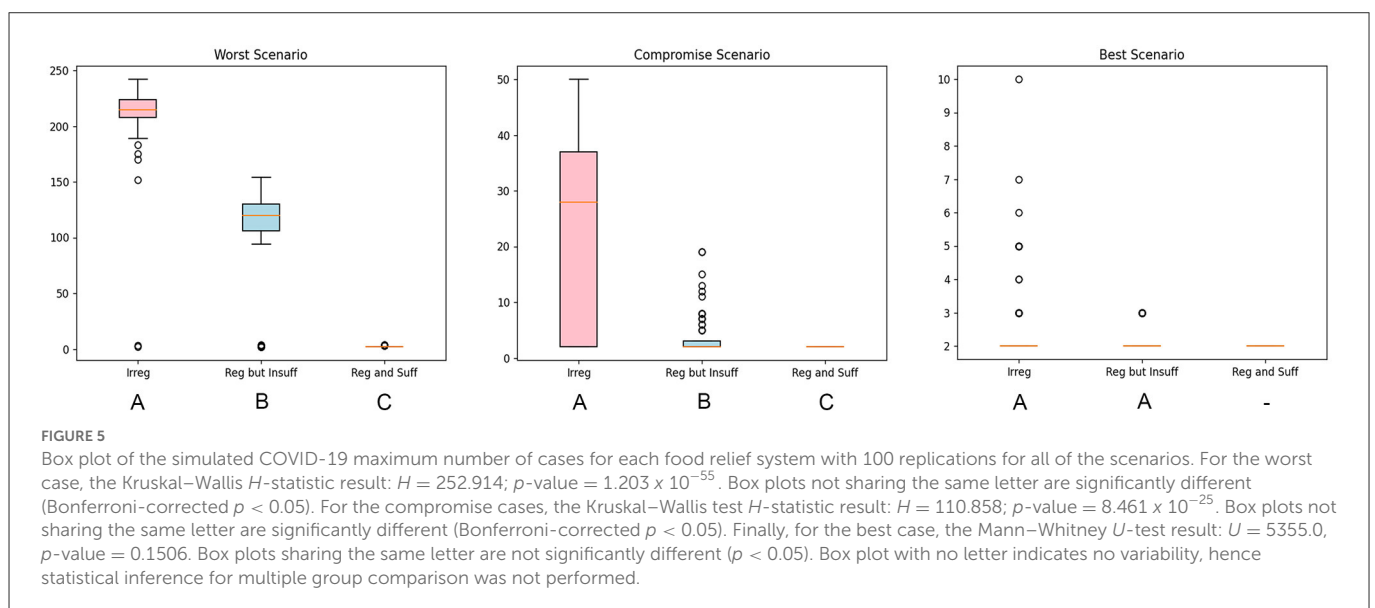 Worst Scenario
250
200
150
100
50
0
Irreg Reg but Insuff Reg and Suff
A B C
Compromise Scenario
50
40
30
20
10
0
Irreg Reg but Insuff Reg and Suff
A B C
Best Scenario
10
9
8
7
6
5
4
3
2
Irreg Reg but Insuff Reg and Suff
A A -
FIGURE 5
Box plot of the simulated COVID-19 maximum number of cases for each food relief system with 100 replications for all of the scenarios. For the worst
case, the Kruskal–Wallis H-statistic result: H = 252.914; p-value = 1.203 x 10⁻⁵⁵. Box plots not sharing the same letter are significantly different
(Bonferroni-corrected p < 0.05). For the compromise cases, the Kruskal–Wallis test H-statistic result: H = 110.858; p-value = 8.461 x 10⁻²⁵. Box plots not
sharing the same letter are significantly different (Bonferroni-corrected p < 0.05). Finally, for the best case, the Mann–Whitney U-test result: U = 5355.0,
p-value = 0.1506. Box plots sharing the same letter are not significantly different (p < 0.05). Box plot with no letter indicates no variability, hence
statistical inference for multiple group comparison was not performed.